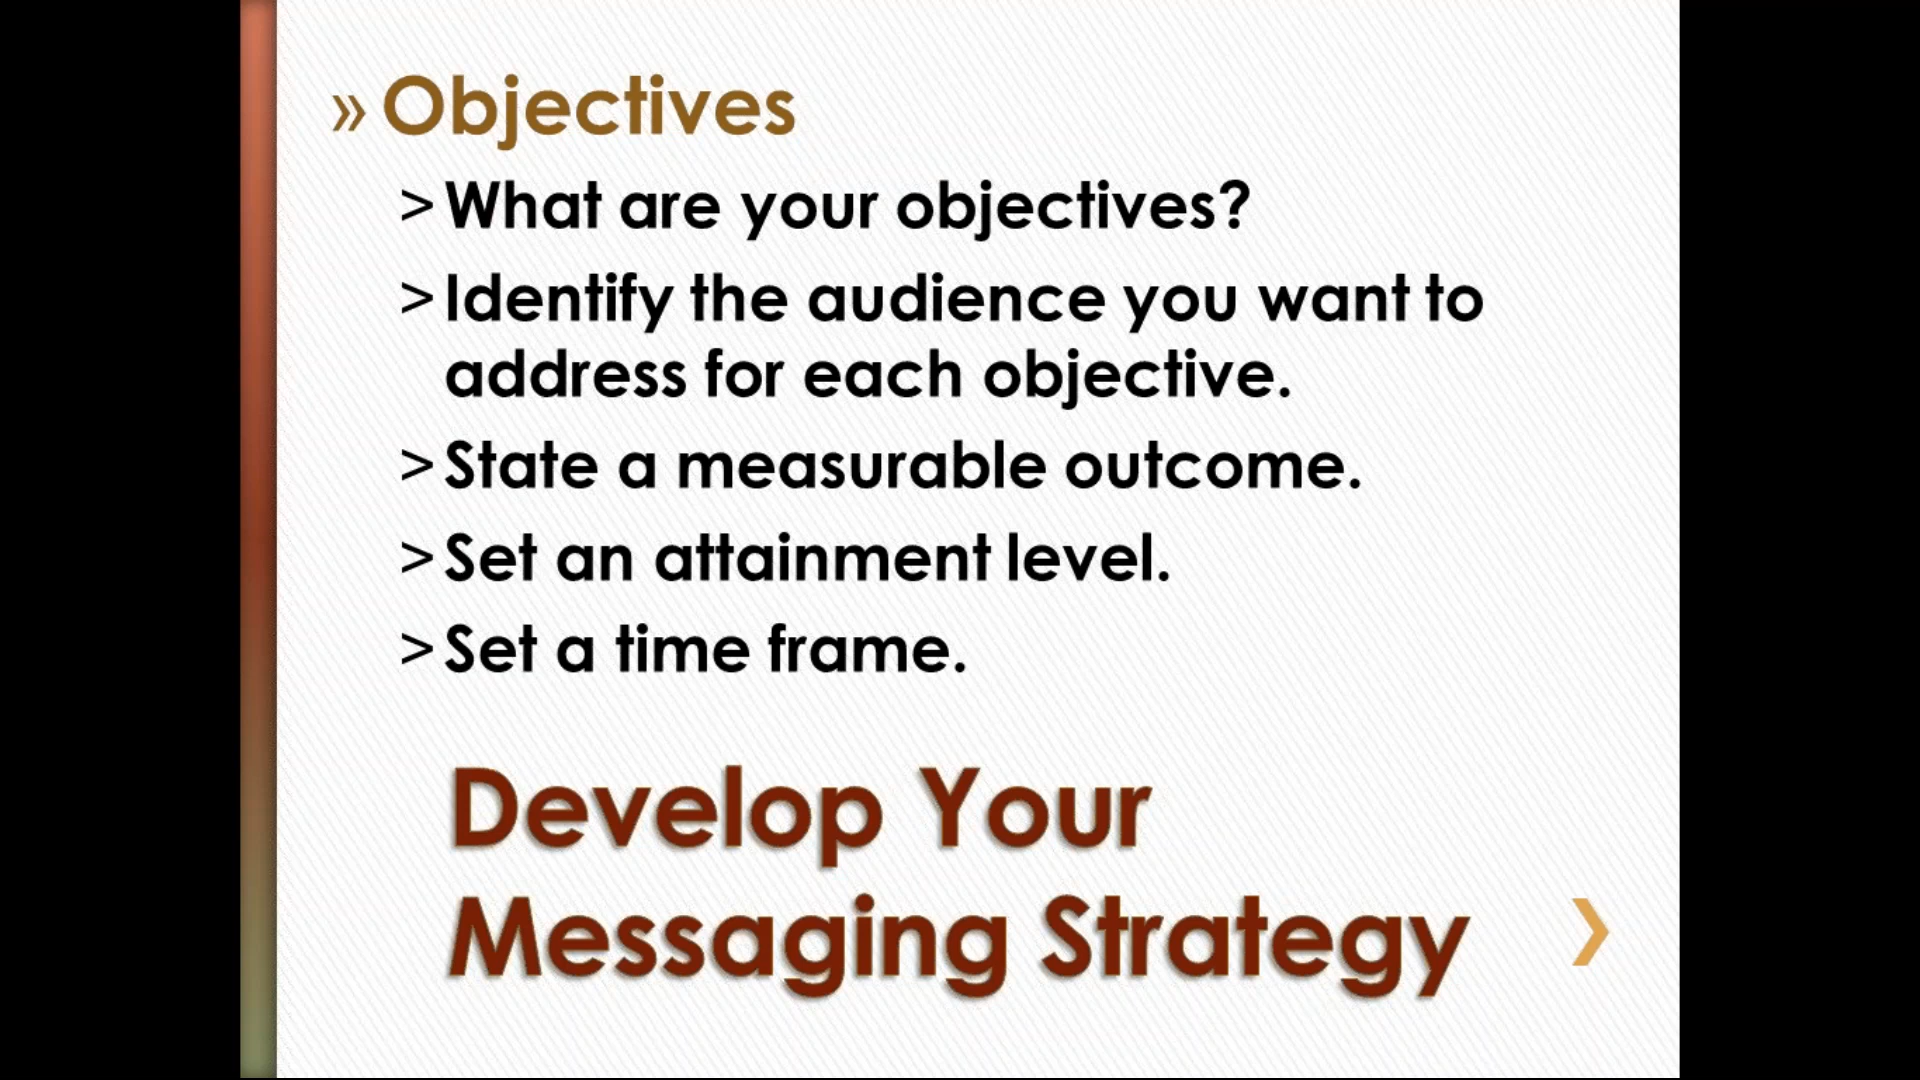 » Objectives
> What are your objectives?
> Identify the audience you want to
address for each objective.
> State a measurable outcome.
> Set an attainment level.
> Set a time frame.
Develop Your
Messaging Strategy